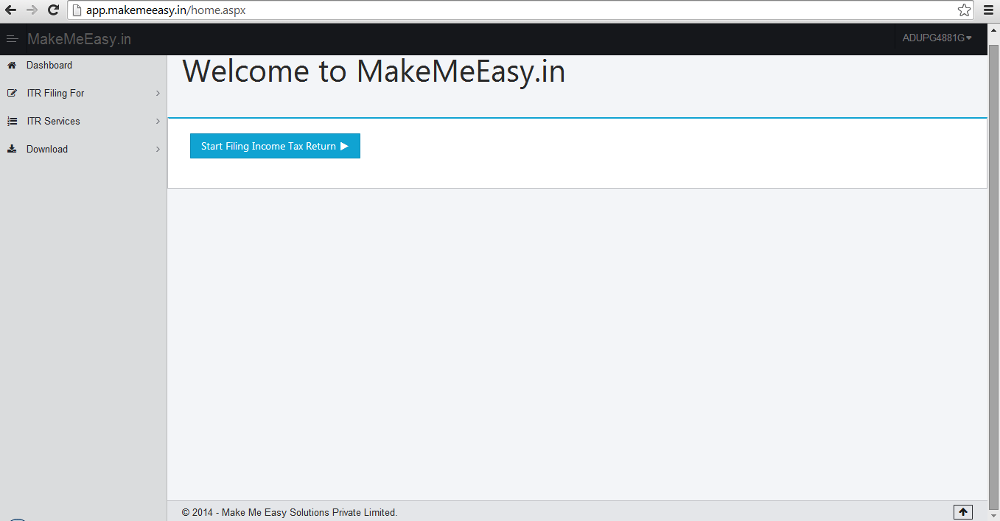 app.makemeeasy.in/home.aspx
MakeMeEasy.in
ADUPG4881G
Dashboard
ITR Filing For
ITR Services
Download
Welcome to MakeMeEasy.in
Start Filing Income Tax Return
© 2014 - Make Me Easy Solutions Private Limited.